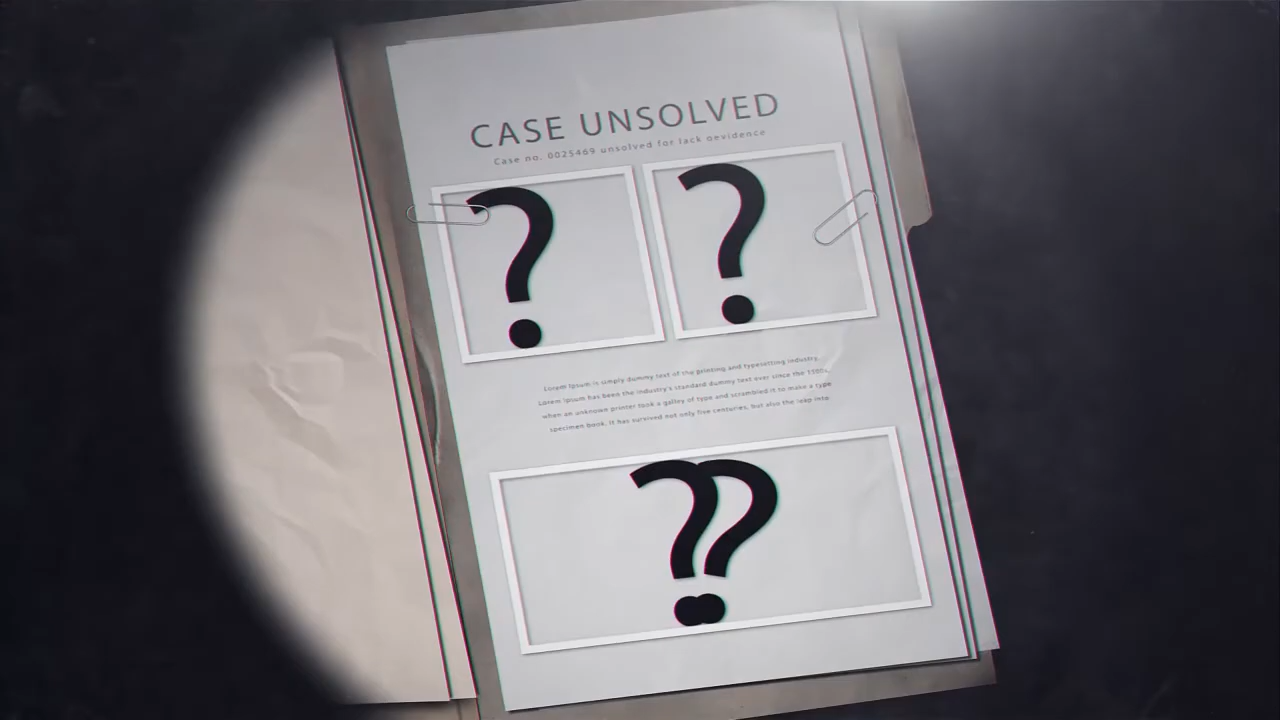 CASE UNSOLVED
Case no. 0025469 unsolved for lack oevidence
? ?
Lorem Ipsum is simply dummy text of the printing and typesetting industry.
Lorem Ipsum has been the industry's standard dummy text ever since the 1500s,
when an unknown printer took a galley of type and scrambled it to make a type
specimen book. It has survived not only five centuries, but also the leap into
??